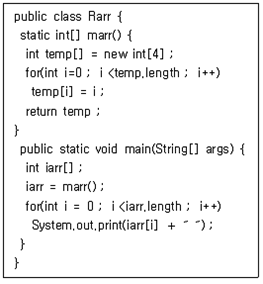 public class Rarr {
static int[] marr() {
int temp[] = new int[4] ;
for(int i=0 ; i <temp.length ; i++)
temp[i] = i ;
return temp ;
}
public static void main(String[] args) {
int iarr[] ;
iarr = marr() ;
for(int i = 0 ; i <iarr.length ; i++)
System.out.print(iarr[i] + " ") ;
}
}